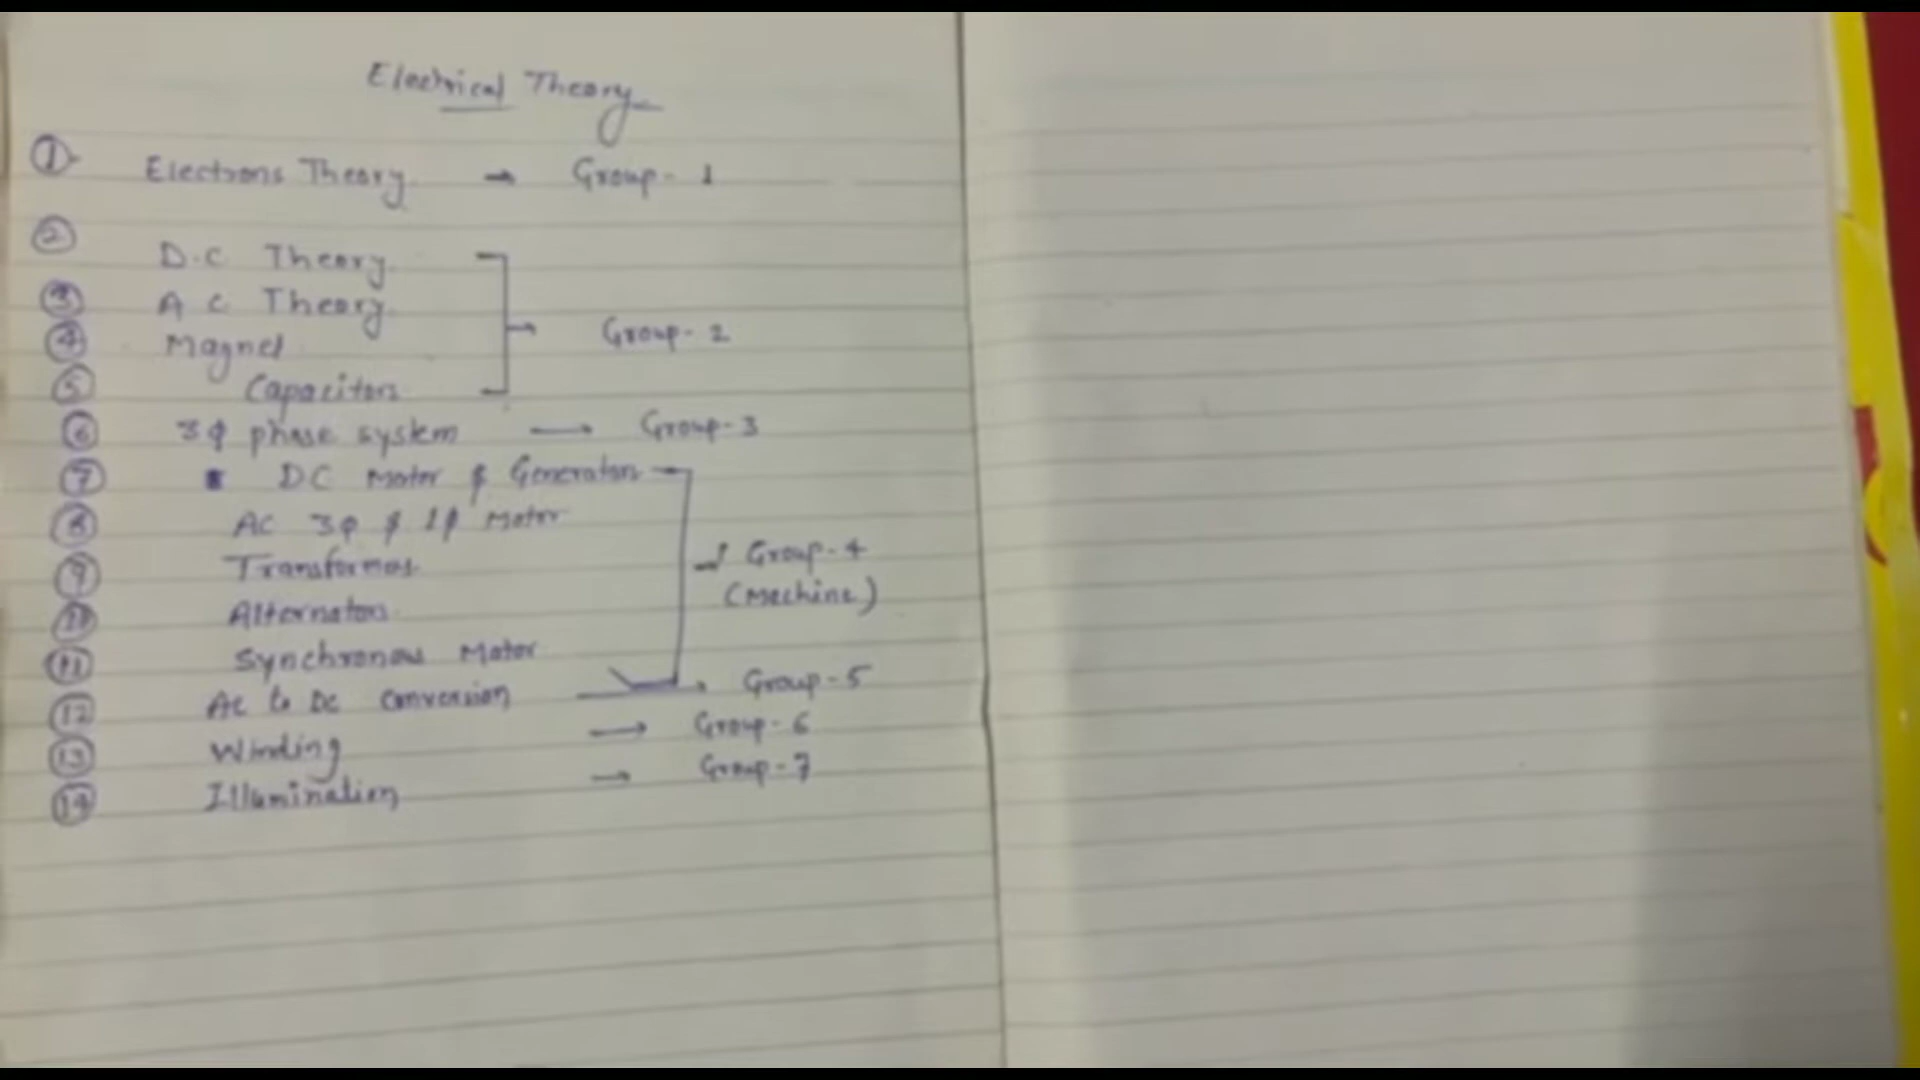 Electrical Theory
① Electrons Theory → Group - 1
② D.C Theory
③ A C Theory
④ Magnet
→ Group - 2
⑤ Capacitors
⑥ 3ϕ phase system → Group - 3
⑦ DC Motor & Generators
⑧ AC 3ϕ & 1ϕ Motor
→ Group - 4
⑨ Transformers
(Machine)
⑩ Alternators
⑪ Synchronous Motor
⑫ AC to DC Conversion → Group - 5
⑬ Winding → Group - 6
⑭ Illumination → Group - 7